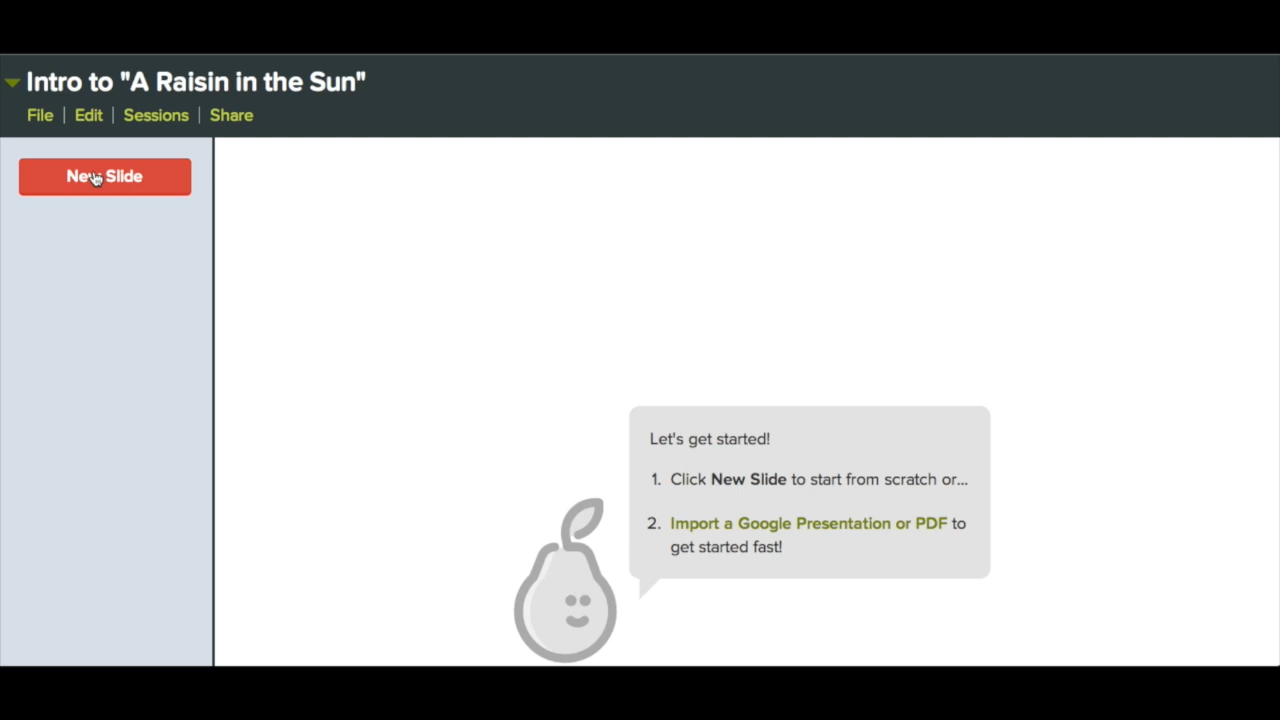 Intro to "A Raisin in the Sun"
File | Edit | Sessions | Share
New Slide
Let's get started!
1. Click New Slide to start from scratch or...
2. Import a Google Presentation or PDF to
get started fast!